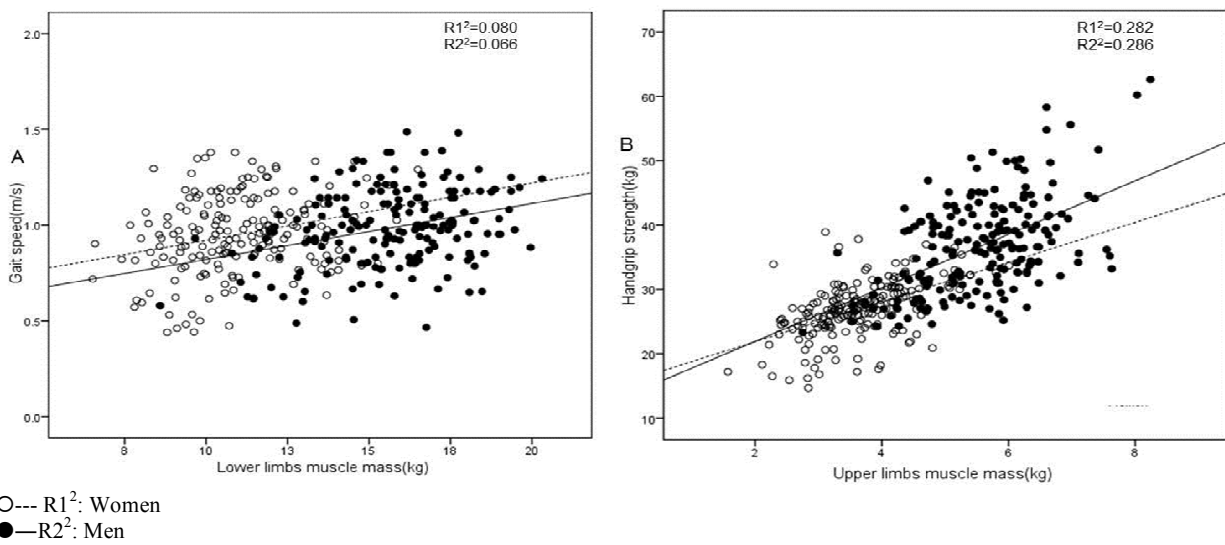 R1²=0.080
R2²=0.066
2.0
1.5
1.0
0.5
0.0
A
Gait speed(m/s)
8
10
13
15
18
20
Lower limbs muscle mass(kg)
R1²=0.282
R2²=0.286
70
60
50
40
30
20
10
B
Handgrip strength(kg)
2
4
6
8
Upper limbs muscle mass(kg)
○--- R1²: Women
●—R2²: Men